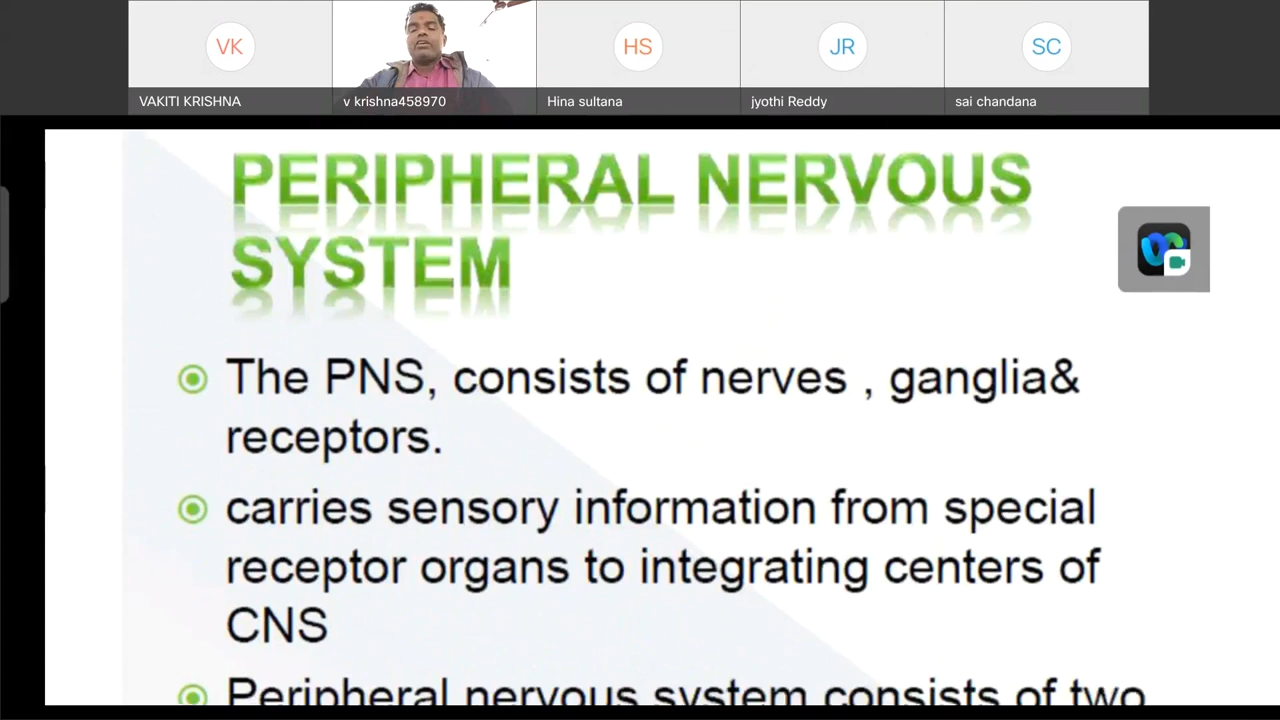 VK
HS
JR
SC
VAKITI KRISHNA
v krishna458970
Hina sultana
jyothi Reddy
sai chandana
PERIPHERAL NERVOUS
SYSTEM
The PNS, consists of nerves , ganglia&
receptors.
carries sensory information from special
receptor organs to integrating centers of
CNS
Peripheral nervous system consists of two